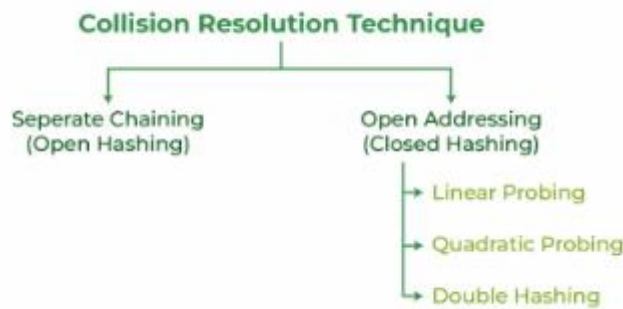 Collision Resolution Technique
Seperate Chaining
(Open Hashing)
Open Addressing
(Closed Hashing)
Linear Probing
Quadratic Probing
Double Hashing